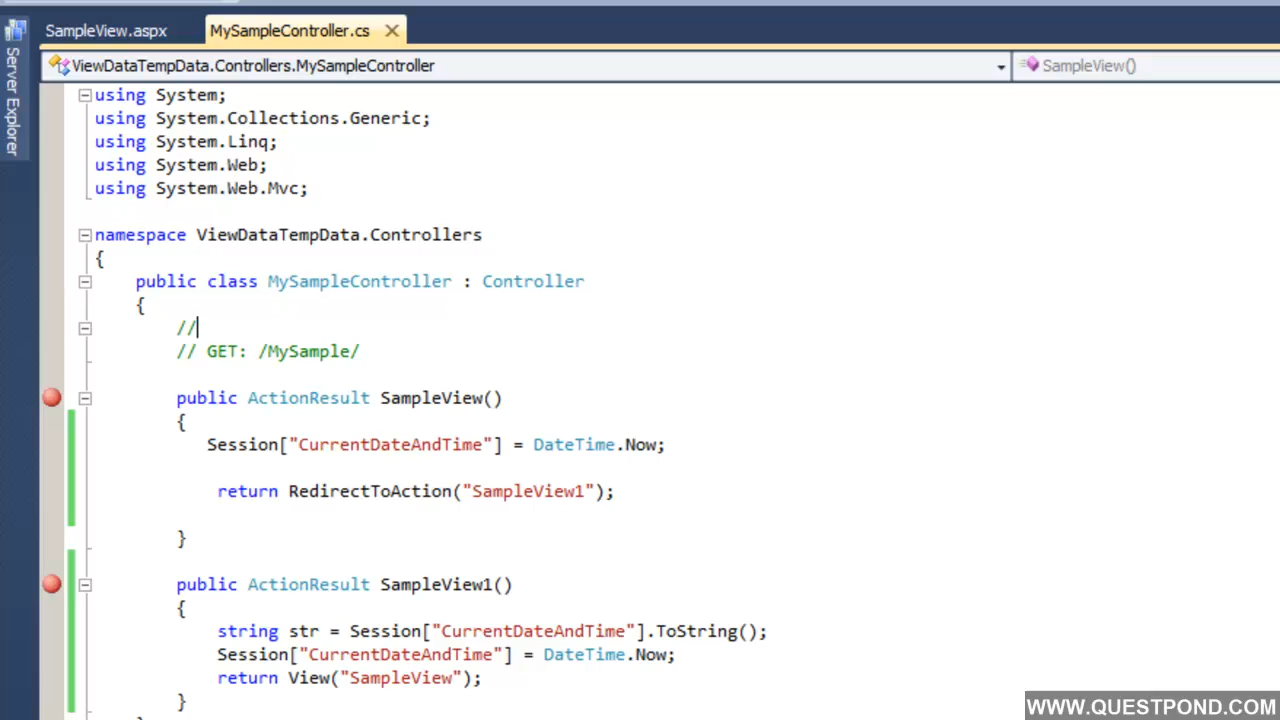 SampleView.aspx
MySampleController.cs
Server Explorer
ViewDataTempData.Controllers.MySampleController
SampleView()
using System;
using System.Collections.Generic;
using System.Linq;
using System.Web;
using System.Web.Mvc;
namespace ViewDataTempData.Controllers
{
public class MySampleController : Controller
{
//
// GET: /MySample/
public ActionResult SampleView()
{
Session["CurrentDateAndTime"] = DateTime.Now;
return RedirectToAction("SampleView1");
}
public ActionResult SampleView1()
{
string str = Session["CurrentDateAndTime"].ToString();
Session["CurrentDateAndTime"] = DateTime.Now;
return View("SampleView");
}
WWW.QUESTPOND.COM